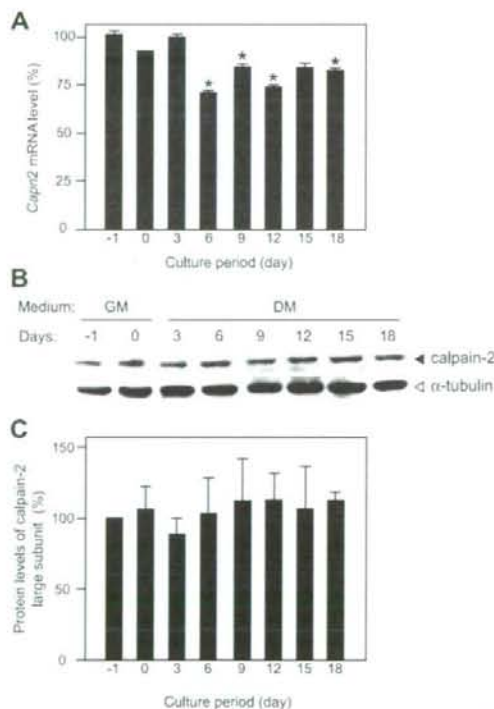 A
Capn2 mRNA level (%)
100
75
50
25
0
* * * *
-1 0 3 6 9 12 15 18
Culture period (day)
B
Medium: GM DM
Days: -1 0 3 6 9 12 15 18
◀ calpain-2
◁ α-tubulin
C
Protein levels of calpain-2
large subunit (%)
150
100
50
0
-1 0 3 6 9 12 15 18
Culture period (day)